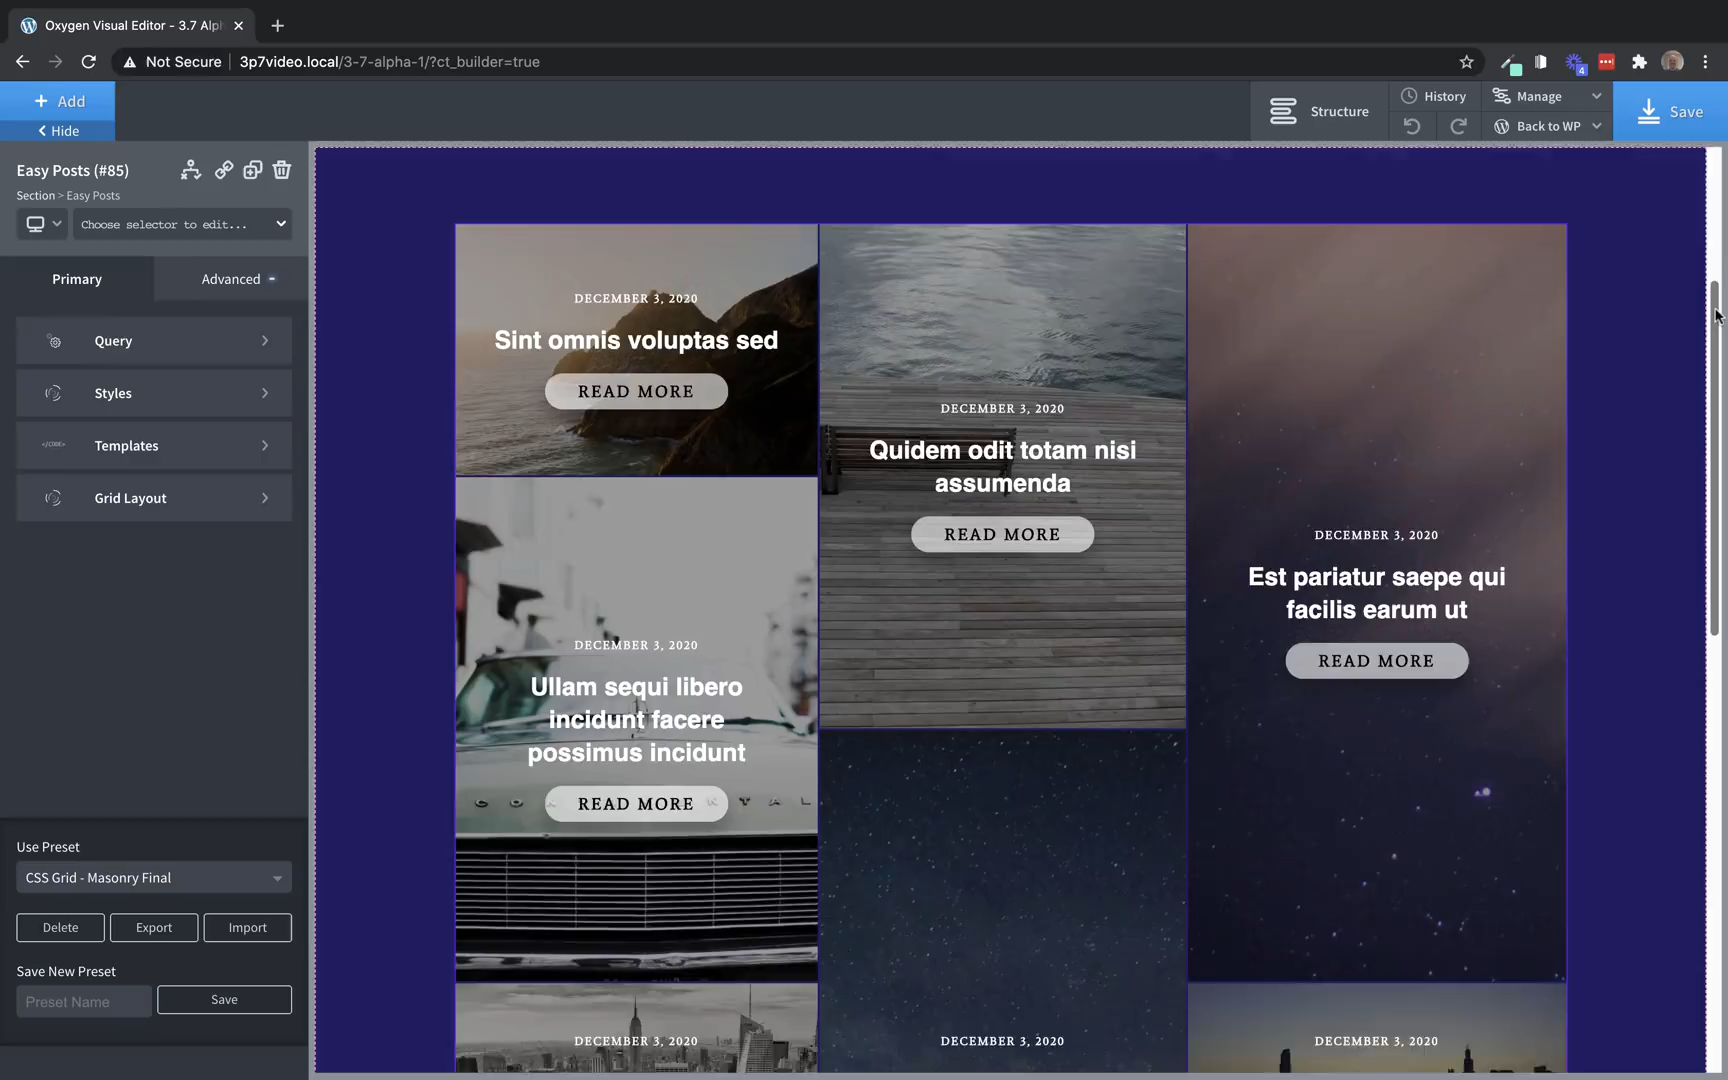 Oxygen Visual Editor - 3.7 Alp
Not Secure
3p7video.local/3-7-alpha-1/?ct_builder=true
4
+ Add
Hide
Structure
History
Manage
Back to WP
Save
Easy Posts (#85)
Section > Easy Posts
Choose selector to edit...
Primary
Advanced
Query
Styles
</CODE>
Templates
Grid Layout
Use Preset
CSS Grid - Masonry Final
Delete
Export
Import
Save New Preset
Preset Name
Save
DECEMBER 3, 2020
Sint omnis voluptas sed
READ MORE
DECEMBER 3, 2020
Quidem odit totam nisi
assumenda
READ MORE
DECEMBER 3, 2020
Est pariatur saepe qui
facilis earum ut
READ MORE
DECEMBER 3, 2020
Ullam sequi libero
incidunt facere
possimus incidunt
READ MORE
DECEMBER 3, 2020
DECEMBER 3, 2020
DECEMBER 3, 2020